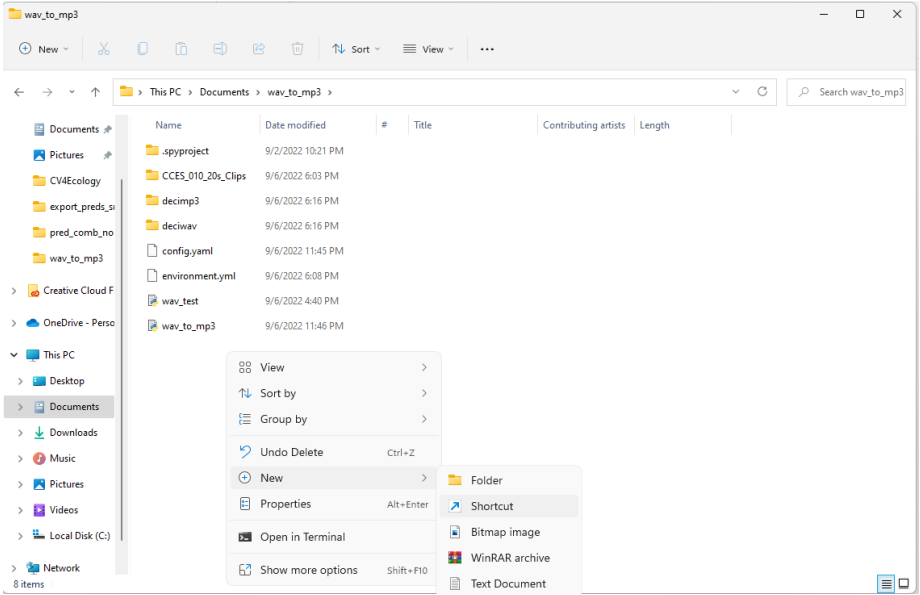 wav_to_mp3
New
Sort
View
This PC > Documents > wav_to_mp3 >
Search wav_to_mp3
Documents
Pictures
CV4Ecology
export_preds_s
pred_comb_no
wav_to_mp3
Creative Cloud F
OneDrive - Perso
This PC
Desktop
Documents
Downloads
Music
Pictures
Videos
Local Disk (C:)
Network
8 items
Name Date modified # Title Contributing artists Length
.spyproject 9/2/2022 10:21 PM
CCES_010_20s_Clips 9/6/2022 6:03 PM
decimp3 9/6/2022 6:16 PM
deciwav 9/6/2022 6:16 PM
config.yaml 9/6/2022 11:45 PM
environment.yml 9/6/2022 6:08 PM
wav_test 9/6/2022 4:40 PM
wav_to_mp3 9/6/2022 11:46 PM
View
Sort by
Group by
Undo Delete Ctrl+Z
New
Properties Alt+Enter
Open in Terminal
Show more options Shift+F10
Folder
Shortcut
Bitmap image
WinRAR archive
Text Document